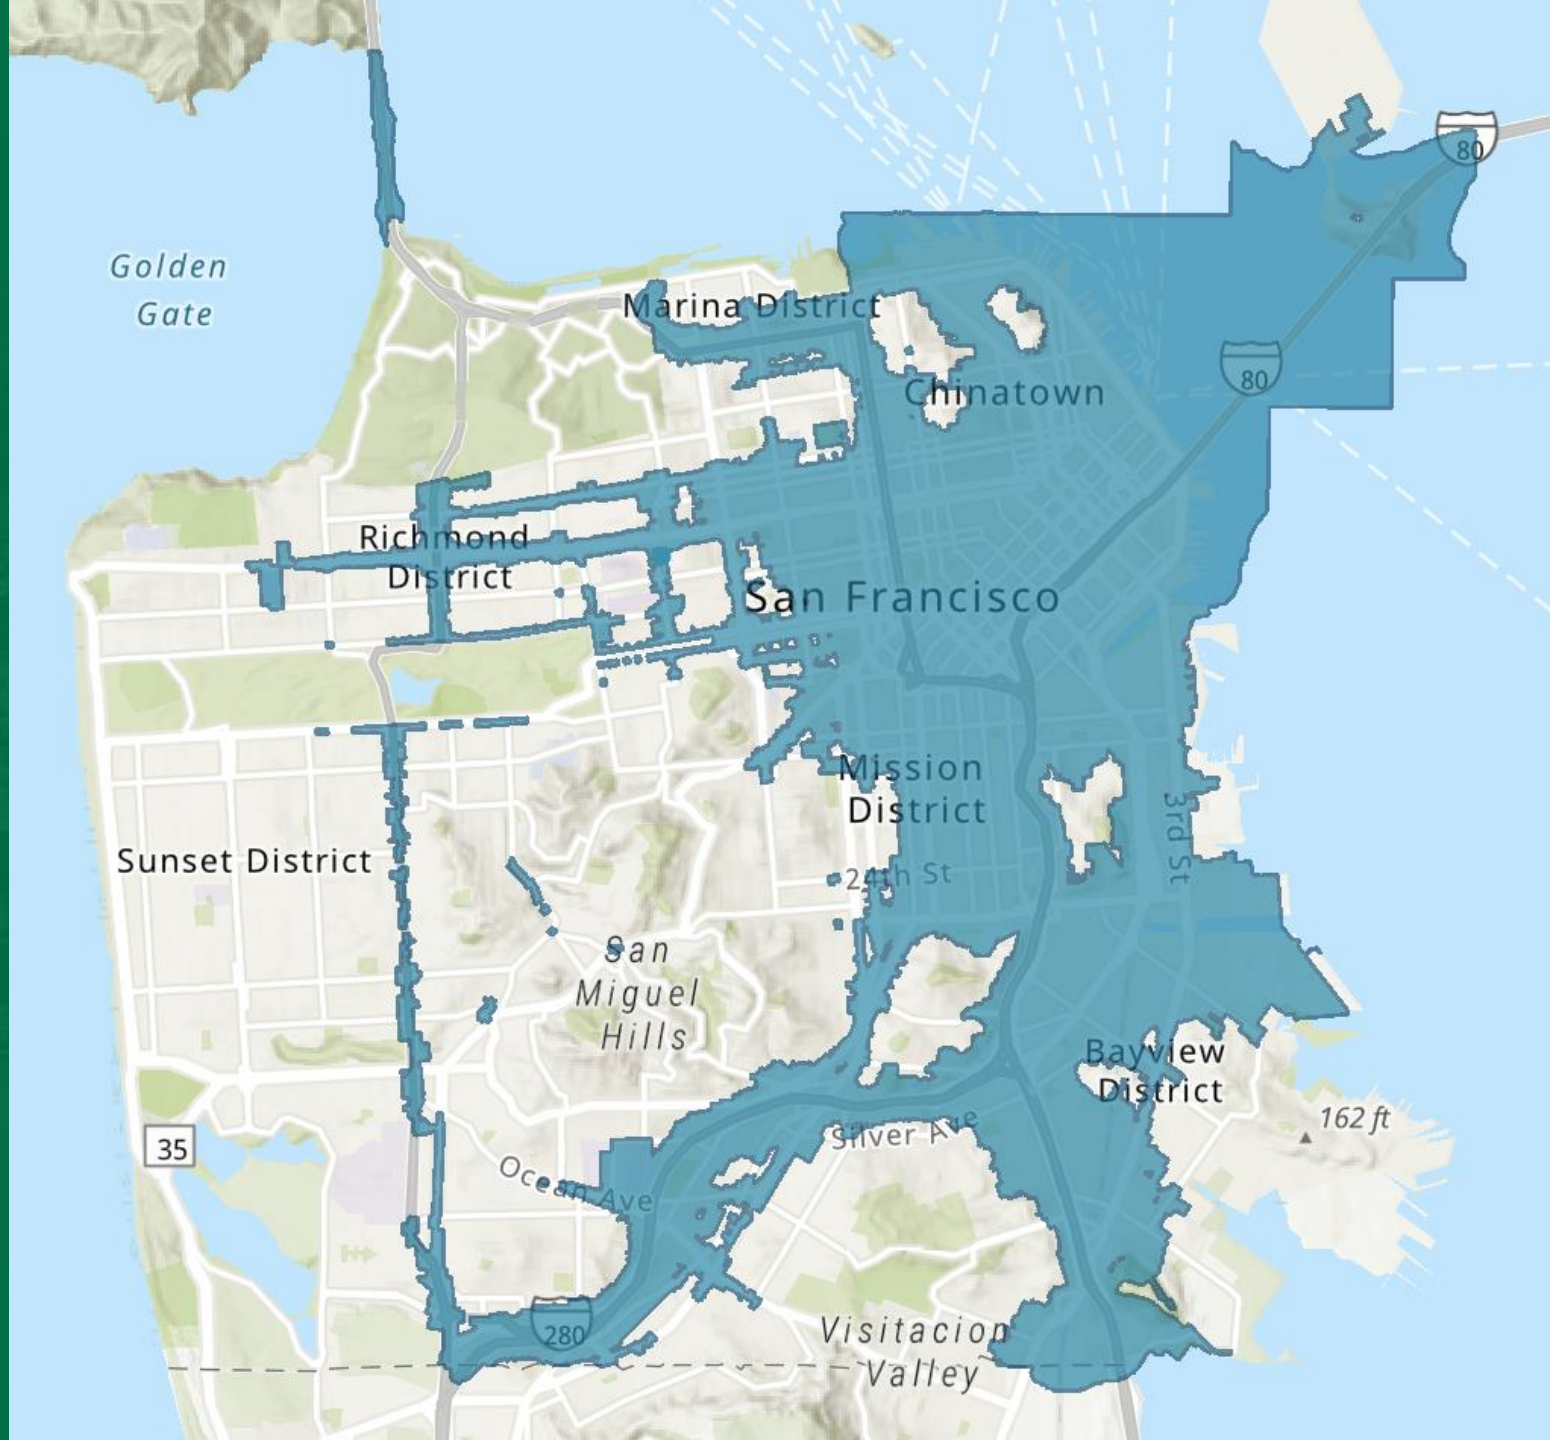 80
Golden
Gate
Marina District
80
Chinatown
Richmond
District
San Francisco
Mission
District
3rd St
Sunset District
24th St
San
Miguel
Hills
Bayview
District
162 ft
Silver Ave
35
Ocean Ave
280
Visitacion
Valley